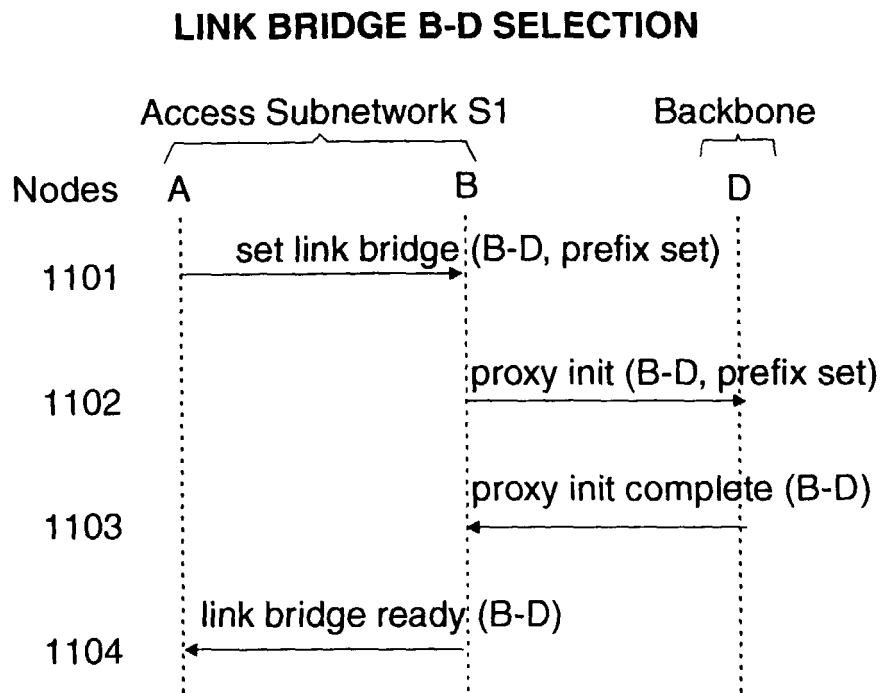 LINK BRIDGE B-D SELECTION
Access Subnetwork S1 Backbone
Nodes A B D
1101 set link bridge (B-D, prefix set)
1102 proxy init (B-D, prefix set)
1103 proxy init complete (B-D)
1104 link bridge ready (B-D)